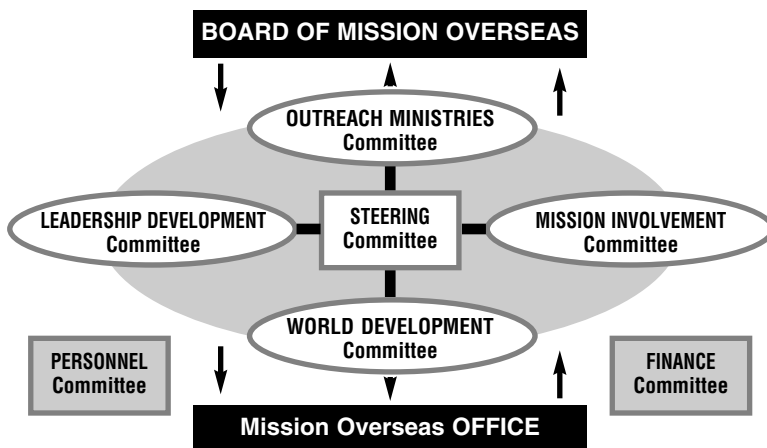 BOARD OF MISSION OVERSEAS
OUTREACH MINISTRIES
Committee
LEADERSHIP DEVELOPMENT
Committee
STEERING
Committee
MISSION INVOLVEMENT
Committee
WORLD DEVELOPMENT
Committee
PERSONNEL
Committee
FINANCE
Committee
Mission Overseas OFFICE